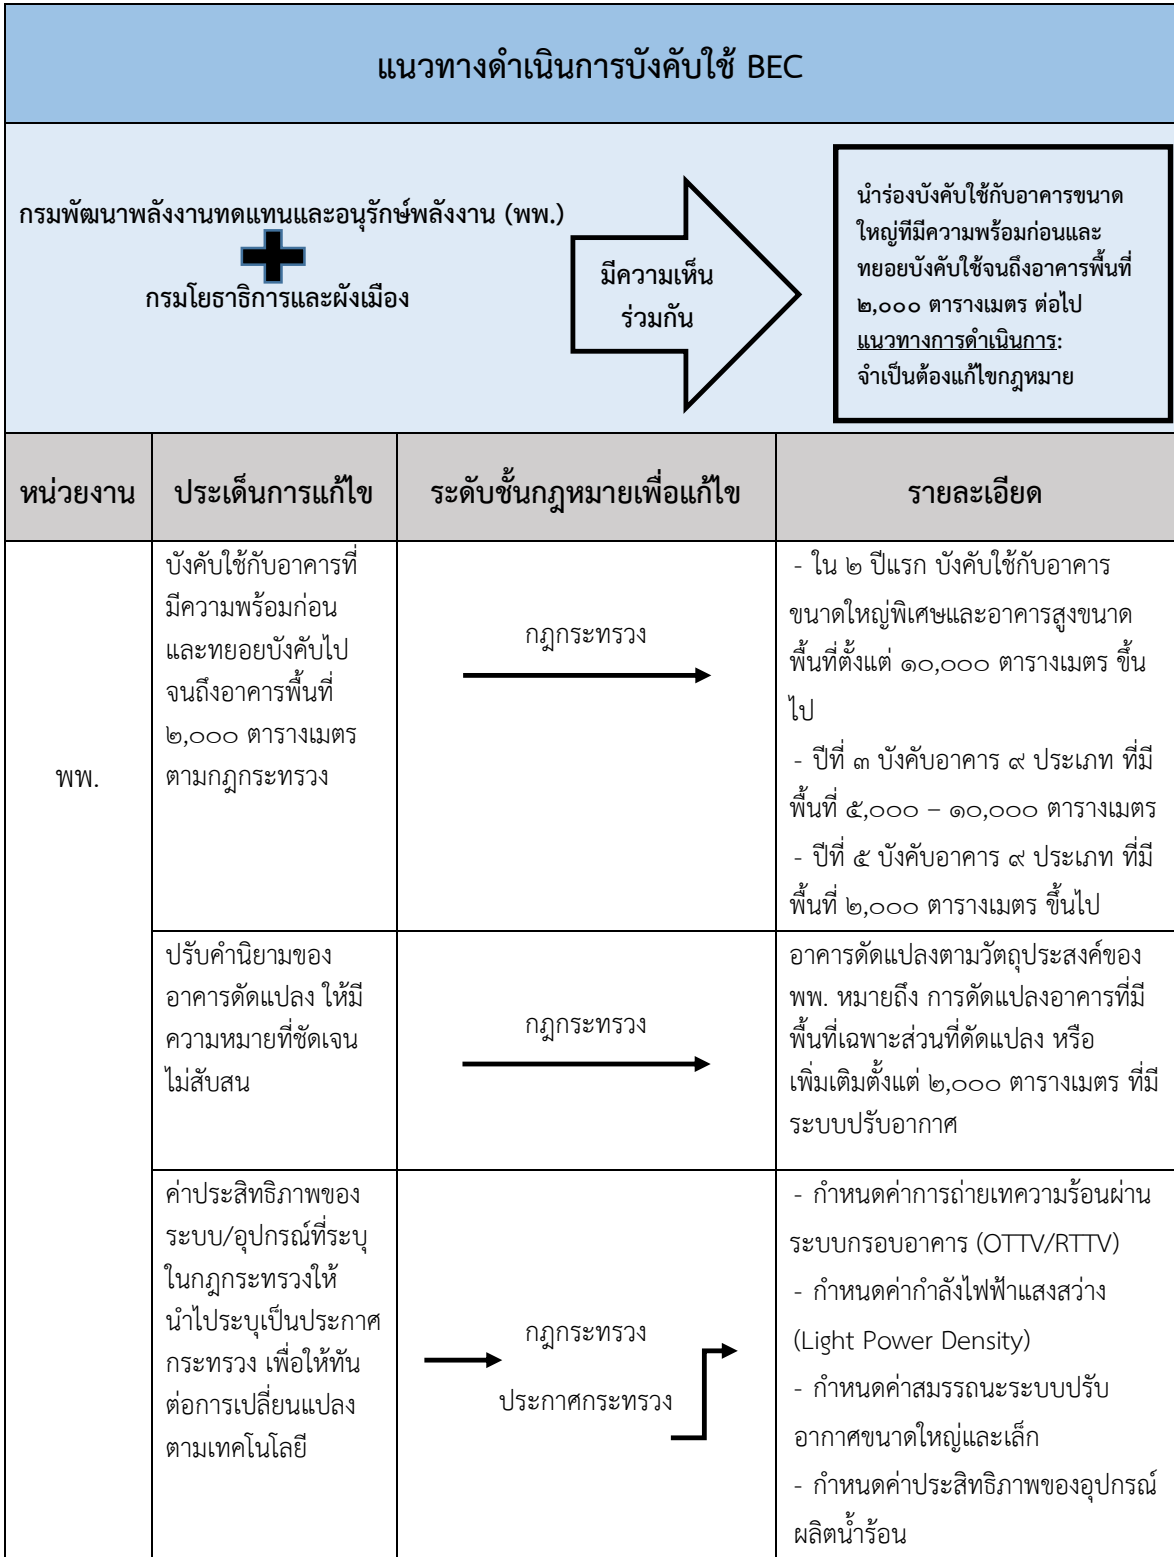 แนวทางดำเนินการบังคับใช้ BEC
กรมพัฒนาพลังงานทดแทนและอนุรักษ์พลังงาน (พพ.)
กรมโยธาธิการและผังเมือง
มีความเห็น
ร่วมกัน
นำร่องบังคับใช้กับอาคารขนาด
ใหญ่ที่มีความพร้อมก่อนและ
ทยอยบังคับใช้จนถึงอาคารพื้นที่
๒,๐๐๐ ตารางเมตร ต่อไป
แนวทางการดำเนินการ:
จำเป็นต้องแก้ไขกฎหมาย
หน่วยงาน
ประเด็นการแก้ไข
ระดับชั้นกฎหมายเพื่อแก้ไข
รายละเอียด
พพ.
บังคับใช้กับอาคารที่
มีความพร้อมก่อน
และทยอยบังคับไป
จนถึงอาคารพื้นที่
๒,๐๐๐ ตารางเมตร
ตามกฎกระทรวง
กฎกระทรวง
- ใน ๒ ปีแรก บังคับใช้กับอาคาร
ขนาดใหญ่พิเศษและอาคารสูงขนาด
พื้นที่ตั้งแต่ ๑๐,๐๐๐ ตารางเมตร ขึ้น
ไป
- ปีที่ ๓ บังคับอาคาร ๙ ประเภท ที่มี
พื้นที่ ๕,๐๐๐ – ๑๐,๐๐๐ ตารางเมตร
- ปีที่ ๕ บังคับอาคาร ๙ ประเภท ที่มี
พื้นที่ ๒,๐๐๐ ตารางเมตร ขึ้นไป
ปรับคำนิยามของ
อาคารดัดแปลง ให้มี
ความหมายที่ชัดเจน
ไม่สับสน
กฎกระทรวง
อาคารดัดแปลงตามวัตถุประสงค์ของ
พพ. หมายถึง การดัดแปลงอาคารที่มี
พื้นที่เฉพาะส่วนที่ดัดแปลง หรือ
เพิ่มเติมตั้งแต่ ๒,๐๐๐ ตารางเมตร ที่มี
ระบบปรับอากาศ
ค่าประสิทธิภาพของ
ระบบ/อุปกรณ์ที่ระบุ
ในกฎกระทรวงให้
นำไประบุเป็นประกาศ
กระทรวง เพื่อให้ทัน
ต่อการเปลี่ยนแปลง
ตามเทคโนโลยี
กฎกระทรวง
ประกาศกระทรวง
- กำหนดค่าการถ่ายเทความร้อนผ่าน
ระบบกรอบอาคาร (OTTV/RTTV)
- กำหนดค่ากำลังไฟฟ้าแสงสว่าง
(Light Power Density)
- กำหนดค่าสมรรถนะระบบปรับ
อากาศขนาดใหญ่และเล็ก
- กำหนดค่าประสิทธิภาพของอุปกรณ์
ผลิตน้ำร้อน